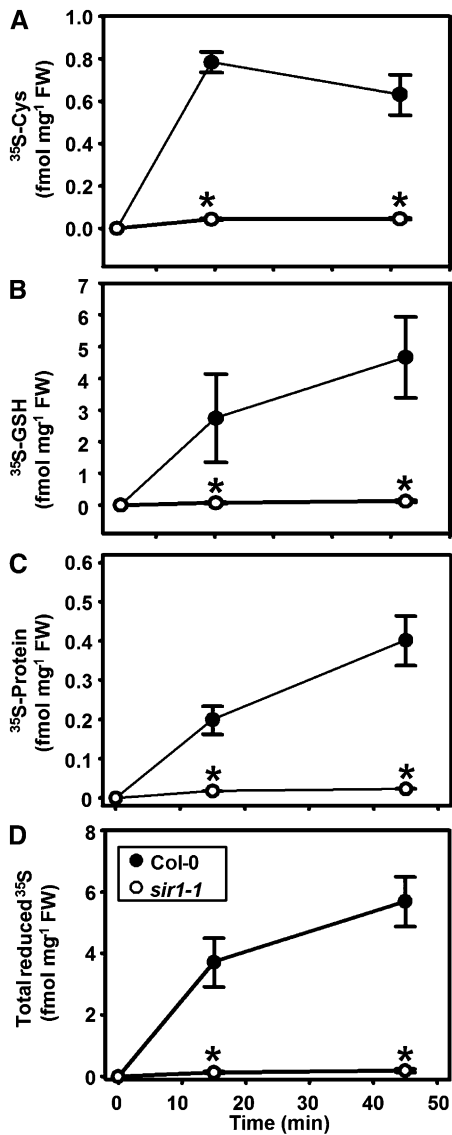 A
1.0
0.8
0.6
0.4
0.2
0.0
³⁵S-Cys
(fmol mg⁻¹ FW)
*
*
B
7
6
5
4
3
2
1
0
³⁵S-GSH
(fmol mg⁻¹ FW)
*
*
C
0.6
0.5
0.4
0.3
0.2
0.1
0
³⁵S-Protein
(fmol mg⁻¹ FW)
*
*
D
8
6
4
2
0
Total reduced³⁵S
(fmol mg⁻¹ FW)
Col-0
sir1-1
*
*
0 10 20 30 40 50
Time (min)